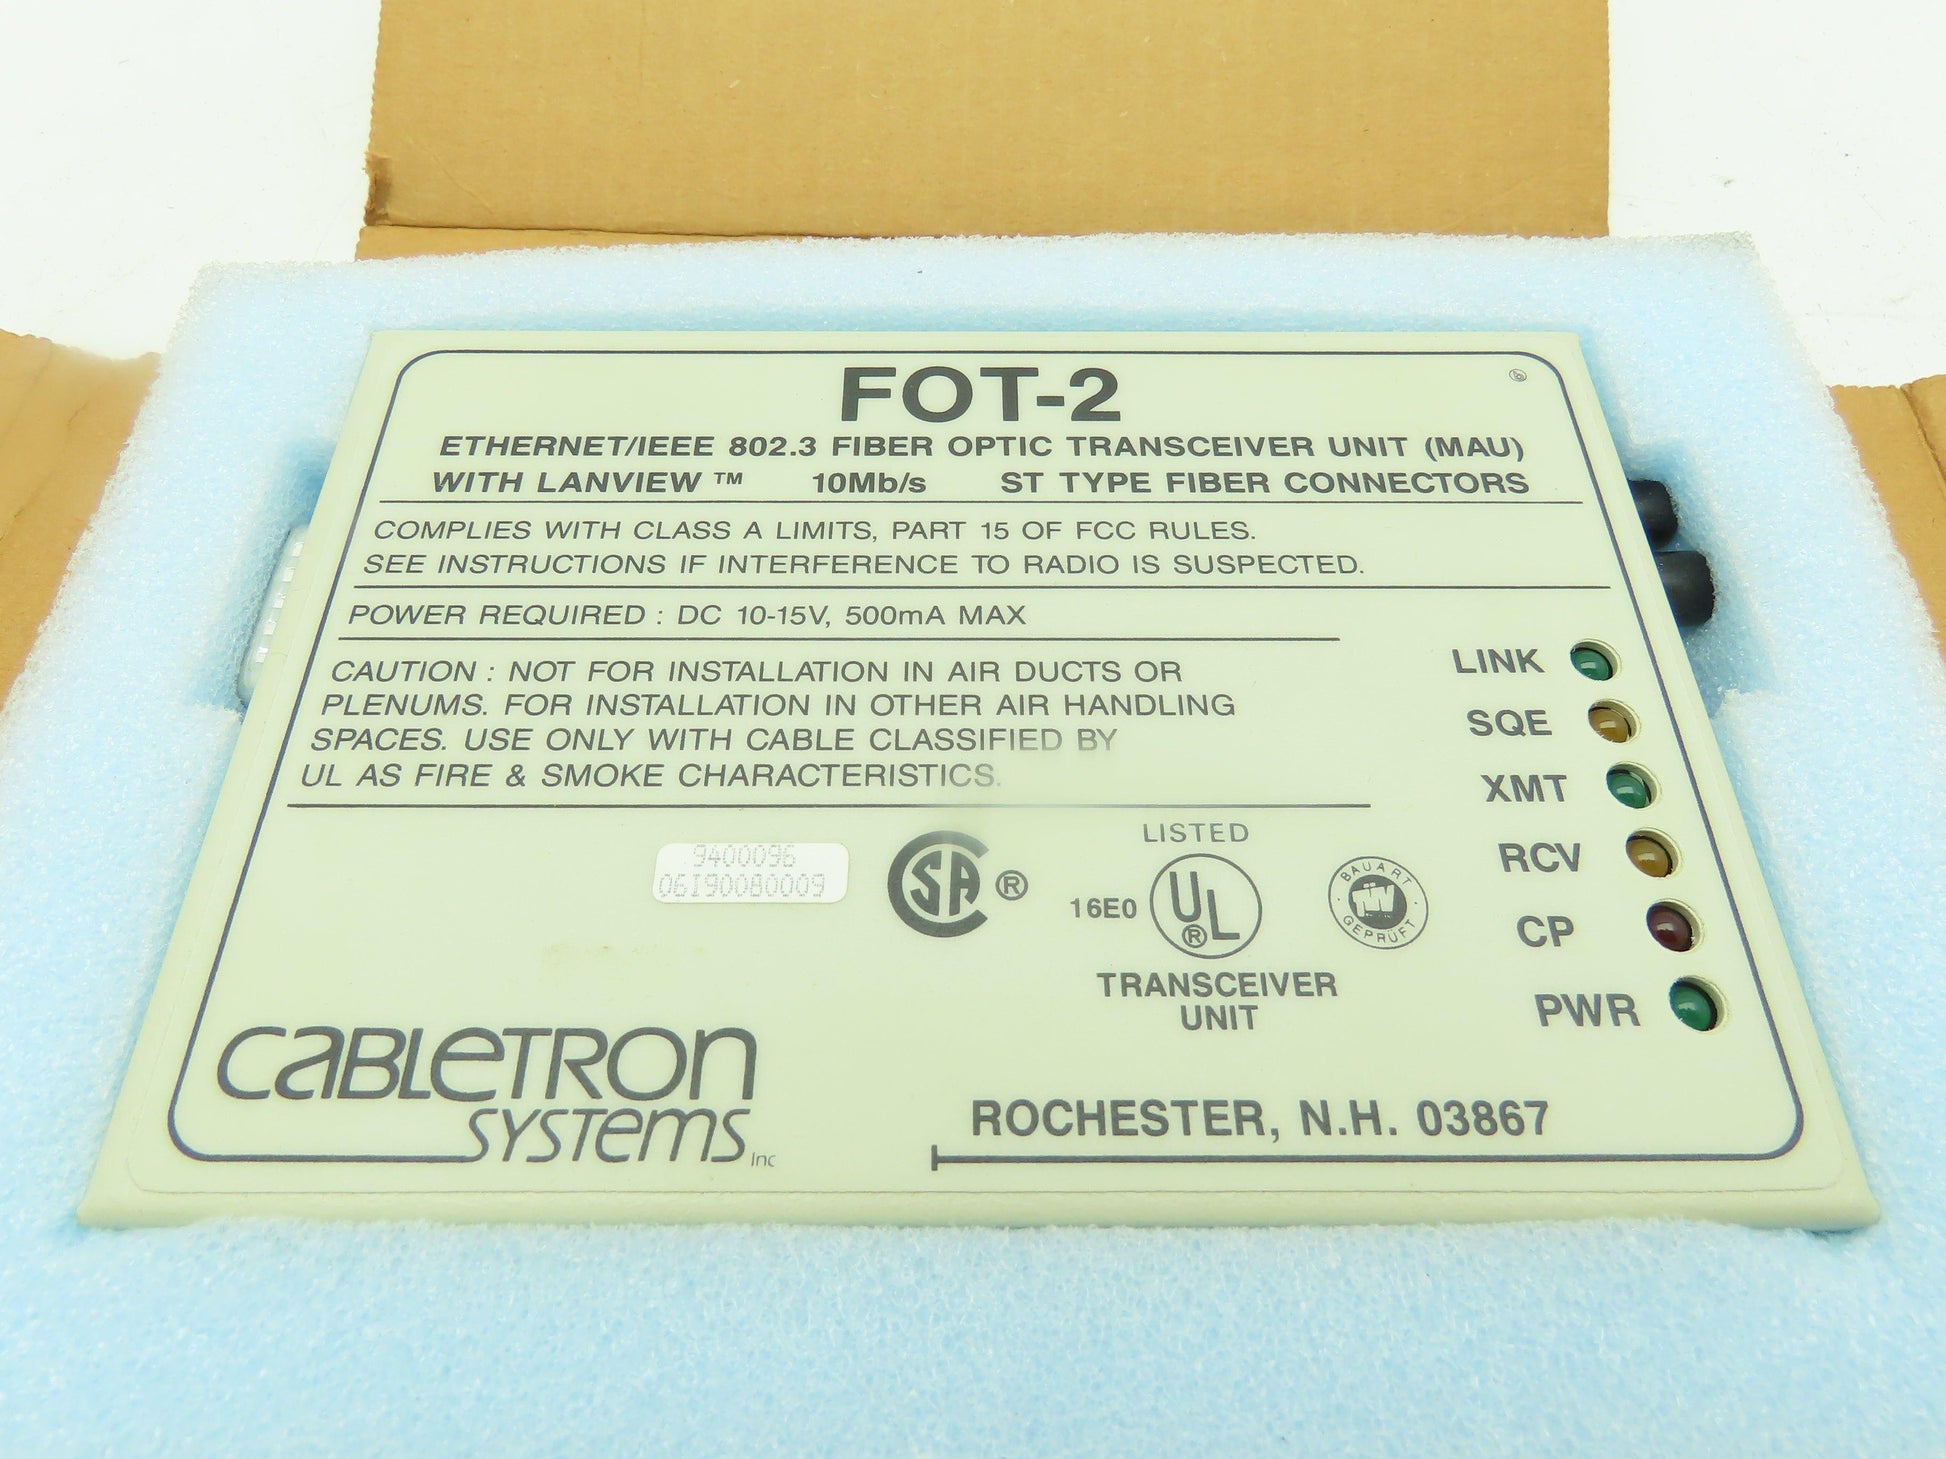 FOT-2
ETHERNET/IEEE 802.3 FIBER OPTIC TRANSCEIVER UNIT (MAU)
WITH LANVIEW™ 10Mb/s ST TYPE FIBER CONNECTORS
COMPLIES WITH CLASS A LIMITS, PART 15 OF FCC RULES.
SEE INSTRUCTIONS IF INTERFERENCE TO RADIO IS SUSPECTED.
POWER REQUIRED : DC 10-15V, 500mA MAX
CAUTION : NOT FOR INSTALLATION IN AIR DUCTS OR
PLENUMS. FOR INSTALLATION IN OTHER AIR HANDLING
SPACES. USE ONLY WITH CABLE CLASSIFIED BY
UL AS FIRE & SMOKE CHARACTERISTICS.
LINK
SQE
XMT
RCV
CP
PWR
9400096
06I90080009
CSA ®
LISTED
16E0 UL ®
TRANSCEIVER
UNIT
BAUART
TÜV
GEPRÜFT
CABLETRON
SYSTEMS Inc
ROCHESTER, N.H. 03867